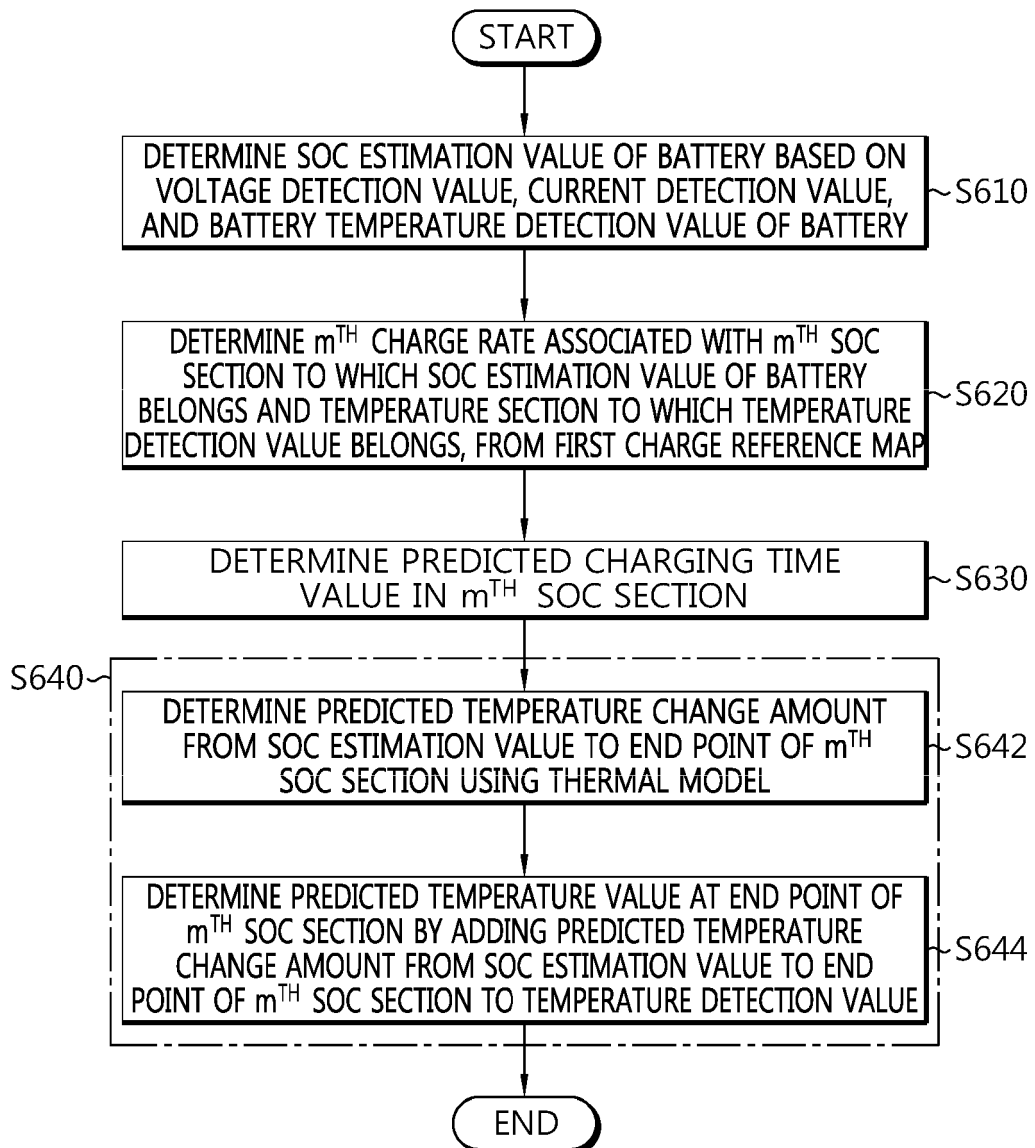 START
DETERMINE SOC ESTIMATION VALUE OF BATTERY BASED ON
VOLTAGE DETECTION VALUE, CURRENT DETECTION VALUE,
AND BATTERY TEMPERATURE DETECTION VALUE OF BATTERY
S610
DETERMINE mTH CHARGE RATE ASSOCIATED WITH mTH SOC
SECTION TO WHICH SOC ESTIMATION VALUE OF BATTERY
BELONGS AND TEMPERATURE SECTION TO WHICH TEMPERATURE
DETECTION VALUE BELONGS, FROM FIRST CHARGE REFERENCE MAP
S620
DETERMINE PREDICTED CHARGING TIME
VALUE IN mTH SOC SECTION
S630
S640
DETERMINE PREDICTED TEMPERATURE CHANGE AMOUNT
FROM SOC ESTIMATION VALUE TO END POINT OF mTH
SOC SECTION USING THERMAL MODEL
S642
DETERMINE PREDICTED TEMPERATURE VALUE AT END POINT OF
mTH SOC SECTION BY ADDING PREDICTED TEMPERATURE
CHANGE AMOUNT FROM SOC ESTIMATION VALUE TO END
POINT OF mTH SOC SECTION TO TEMPERATURE DETECTION VALUE
S644
END